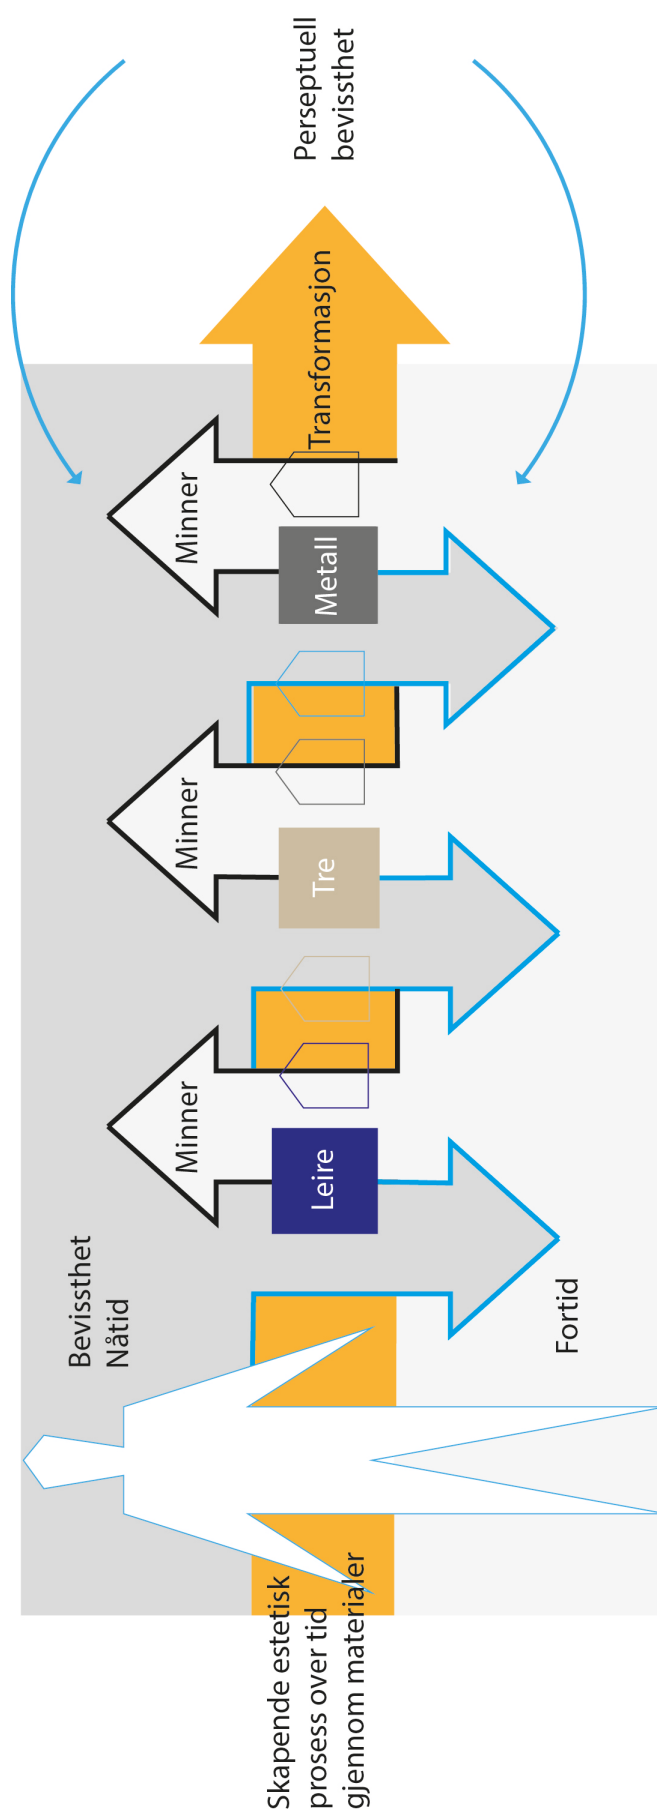 Skapende estetisk
prosess over tid
gjennom materialer
Bevissthet
Nåtid
Fortid
Leire
Minner
Tre
Minner
Metall
Minner
Transformasjon
Perseptuell
bevissthet